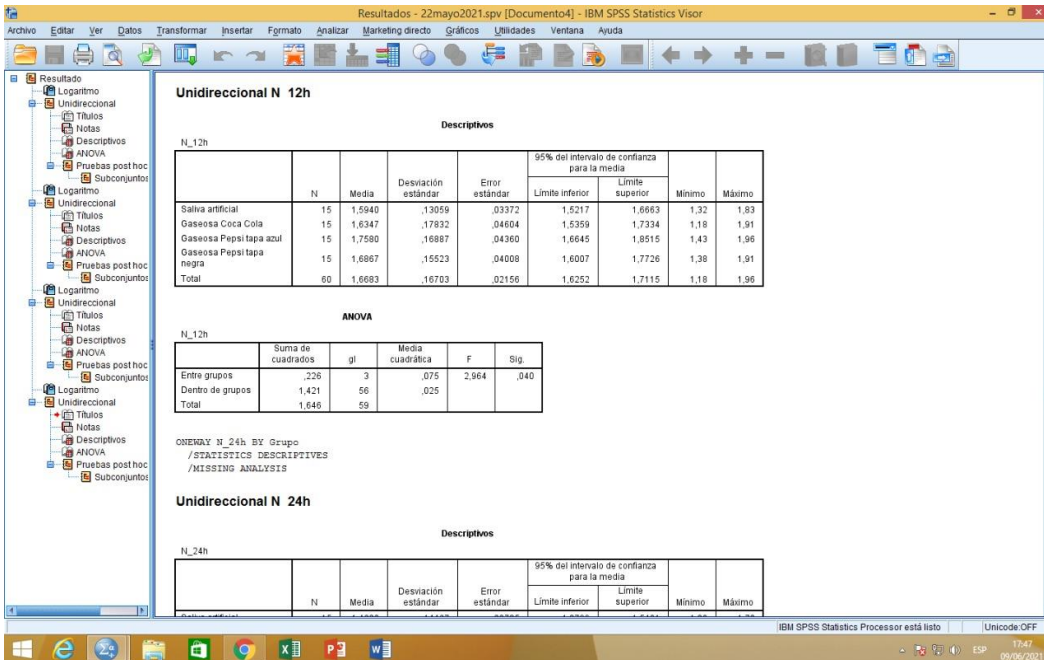 Resultados - 22mayo2021.spv [Documento4] - IBM SPSS Statistics Visor
Archivo Editar Ver Datos Transformar Insertar Formato Analizar Marketing directo Gráficos Utilidades Ventana Ayuda
Resultado
Logaritmo
Unidireccional
Títulos
Notas
Descriptivos
ANOVA
Pruebas post hoc
Subconjuntos
Logaritmo
Unidireccional
Títulos
Notas
Descriptivos
ANOVA
Pruebas post hoc
Subconjuntos
Logaritmo
Unidireccional
Títulos
Notas
Descriptivos
ANOVA
Pruebas post hoc
Subconjuntos
Logaritmo
Unidireccional
Títulos
Notas
Descriptivos
ANOVA
Pruebas post hoc
Subconjuntos
Unidireccional N 12h
Descriptivos
N_12h
95% del intervalo de confianza para la media
N Media Desviación estándar Error estándar Límite inferior Límite superior Mínimo Máximo
Saliva artificial 15 1,5940 ,13059 ,03372 1,5217 1,6663 1,32 1,83
Gaseosa Coca Cola 15 1,6347 ,17832 ,04604 1,5359 1,7334 1,18 1,91
Gaseosa Pepsi tapa azul 15 1,7580 ,16887 ,04360 1,6645 1,8515 1,43 1,96
Gaseosa Pepsi tapa negra 15 1,6867 ,15523 ,04008 1,6007 1,7726 1,38 1,91
Total 60 1,6683 ,16703 ,02156 1,6252 1,7115 1,18 1,96
ANOVA
N_12h
Suma de cuadrados gl Media cuadrática F Sig.
Entre grupos ,226 3 ,075 2,964 ,040
Dentro de grupos 1,421 56 ,025
Total 1,646 59
ONEWAY N_24h BY Grupo
/STATISTICS DESCRIPTIVES
/MISSING ANALYSIS
Unidireccional N 24h
Descriptivos
N_24h
95% del intervalo de confianza para la media
N Media Desviación estándar Error estándar Límite inferior Límite superior Mínimo Máximo
IBM SPSS Statistics Processor está listo Unicode:OFF
ESP
17:47
09/06/2021